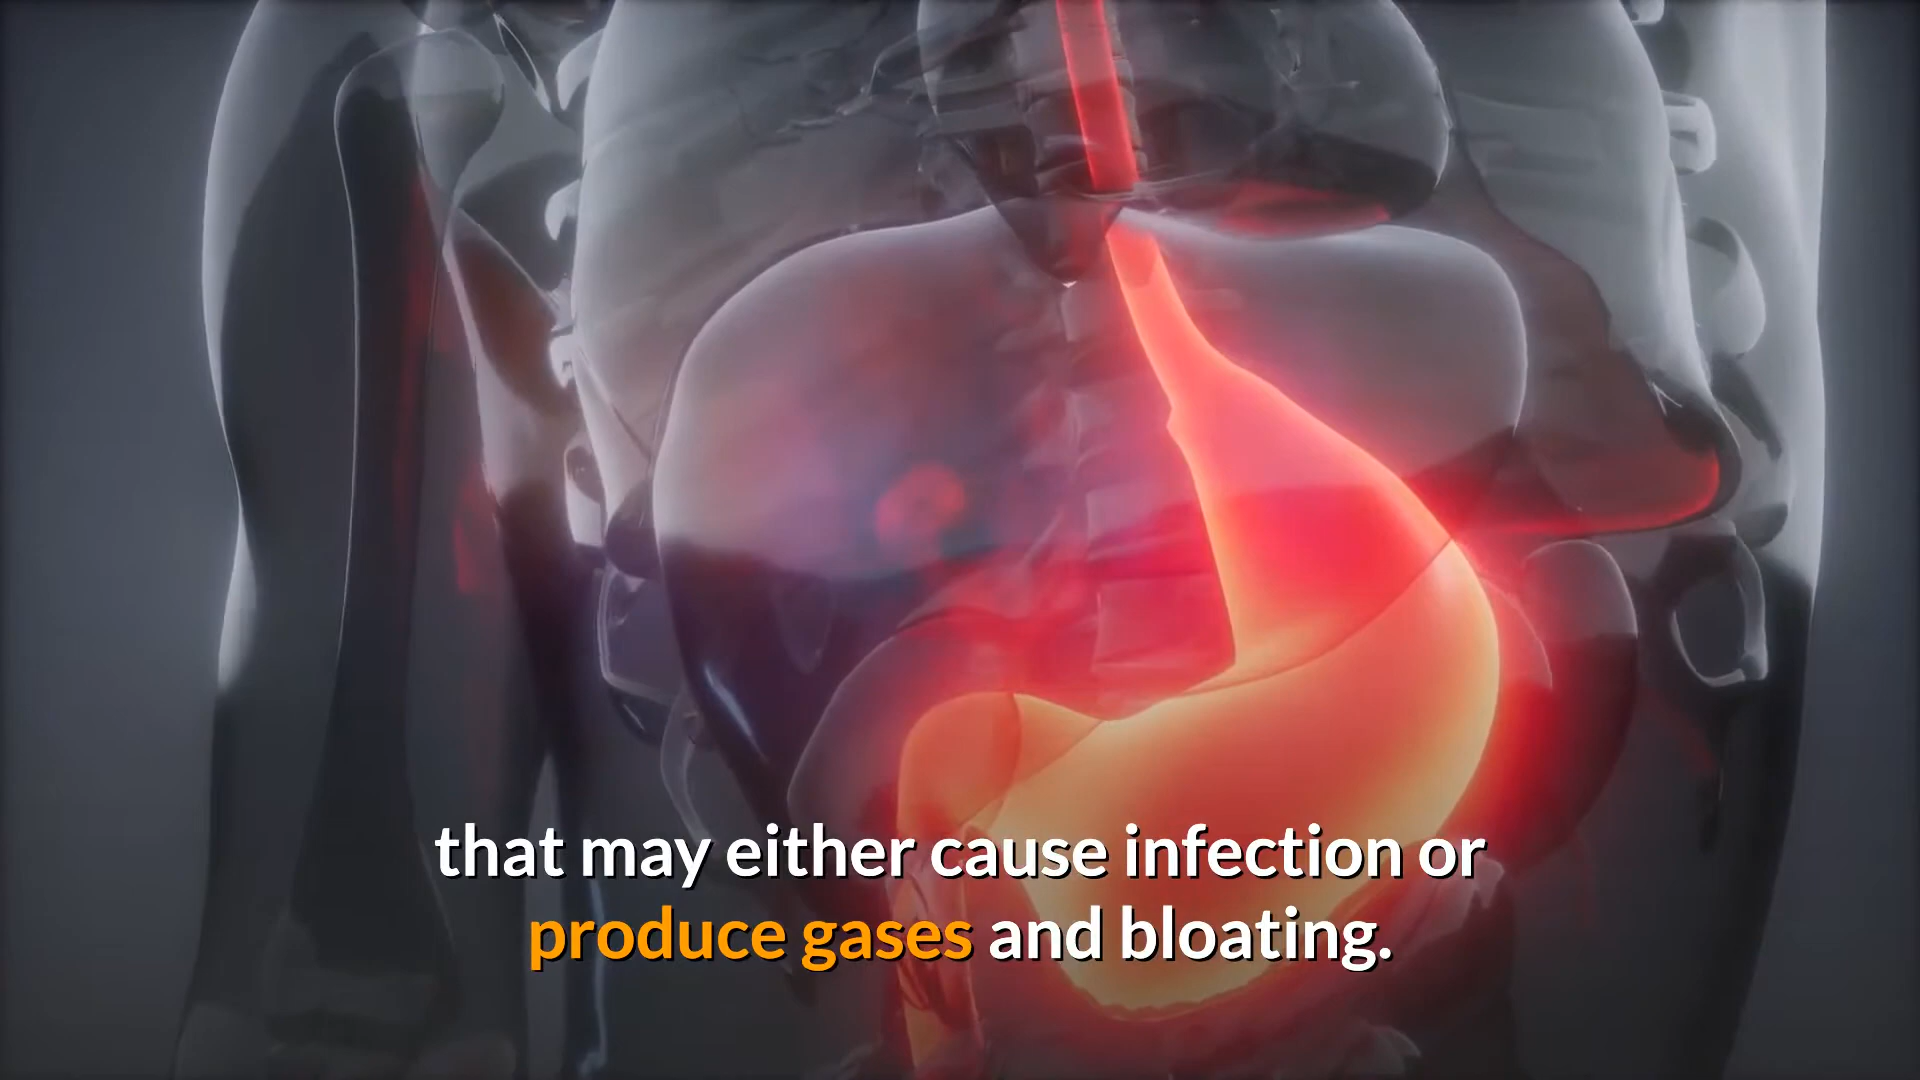 that may either cause infection or
produce gases and bloating.